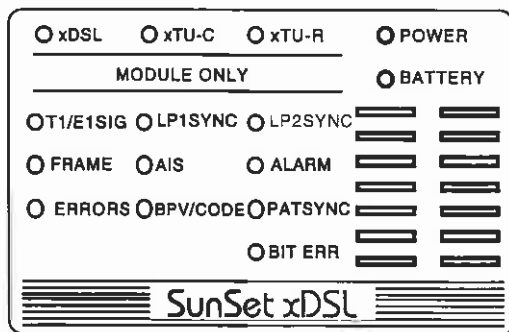 xDSL xTU-C xTU-R POWER
MODULE ONLY
BATTERY
T1/E1SIG LP1SYNC LP2SYNC
FRAME AIS ALARM
ERRORS BPV/CODE PATSYNC
BIT ERR
SunSet xDSL